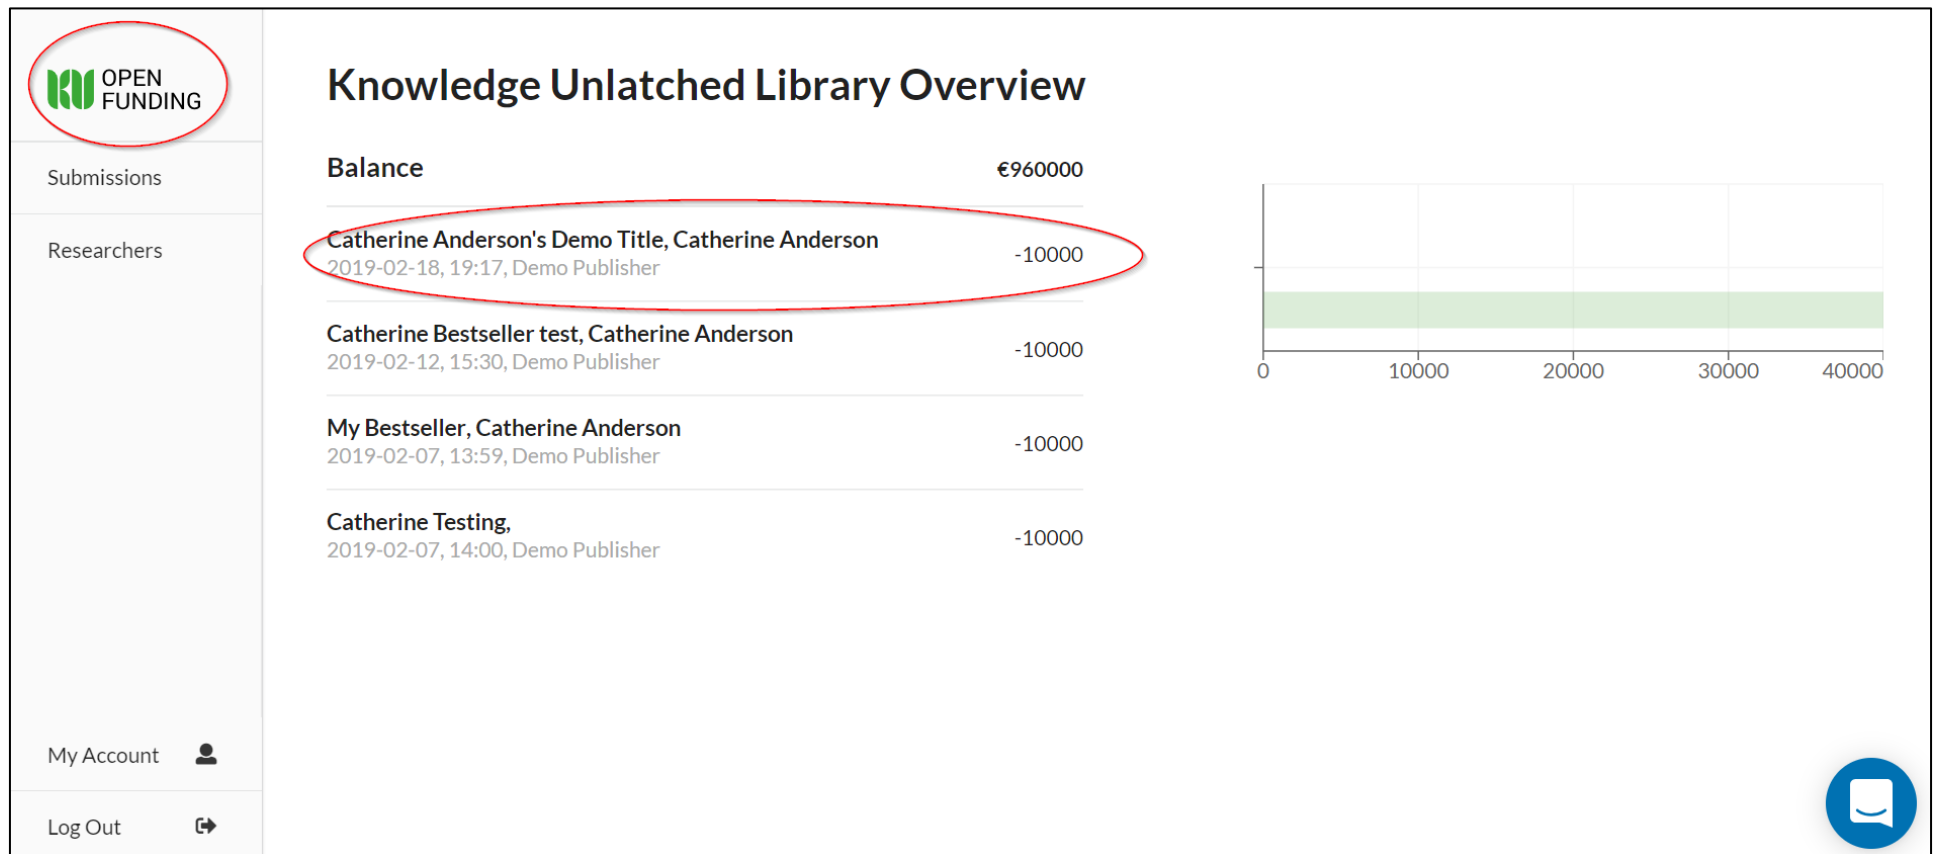 OPEN
FUNDING
Submissions
Researchers
My Account
Log Out
Knowledge Unlatched Library Overview
Balance €960000
Catherine Anderson's Demo Title, Catherine Anderson
2019-02-18, 19:17, Demo Publisher
-10000
Catherine Bestseller test, Catherine Anderson
2019-02-12, 15:30, Demo Publisher
-10000
My Bestseller, Catherine Anderson
2019-02-07, 13:59, Demo Publisher
-10000
Catherine Testing,
2019-02-07, 14:00, Demo Publisher
-10000
0 10000 20000 30000 40000